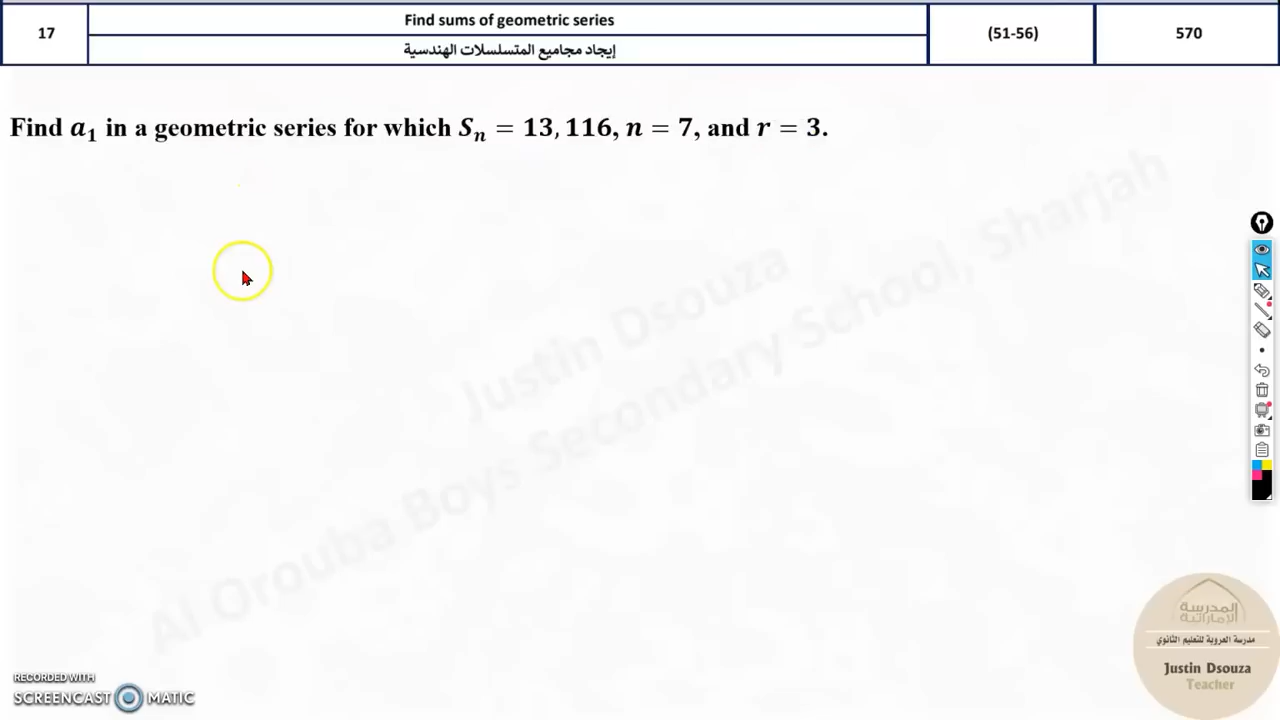 17
Find sums of geometric series
إيجاد مجاميع المتسلسلات الهندسية
(51-56)
570
Find a₁ in a geometric series for which Sₙ = 13,116, n = 7, and r = 3.
Justin Dsouza
Al Orouba Boys Secondary School, Sharjah
المدرسة
الإماراتية
مدرسة العروبة للتعليم الثانوي
Justin Dsouza
Teacher
RECORDED WITH
SCREENCAST MATIC